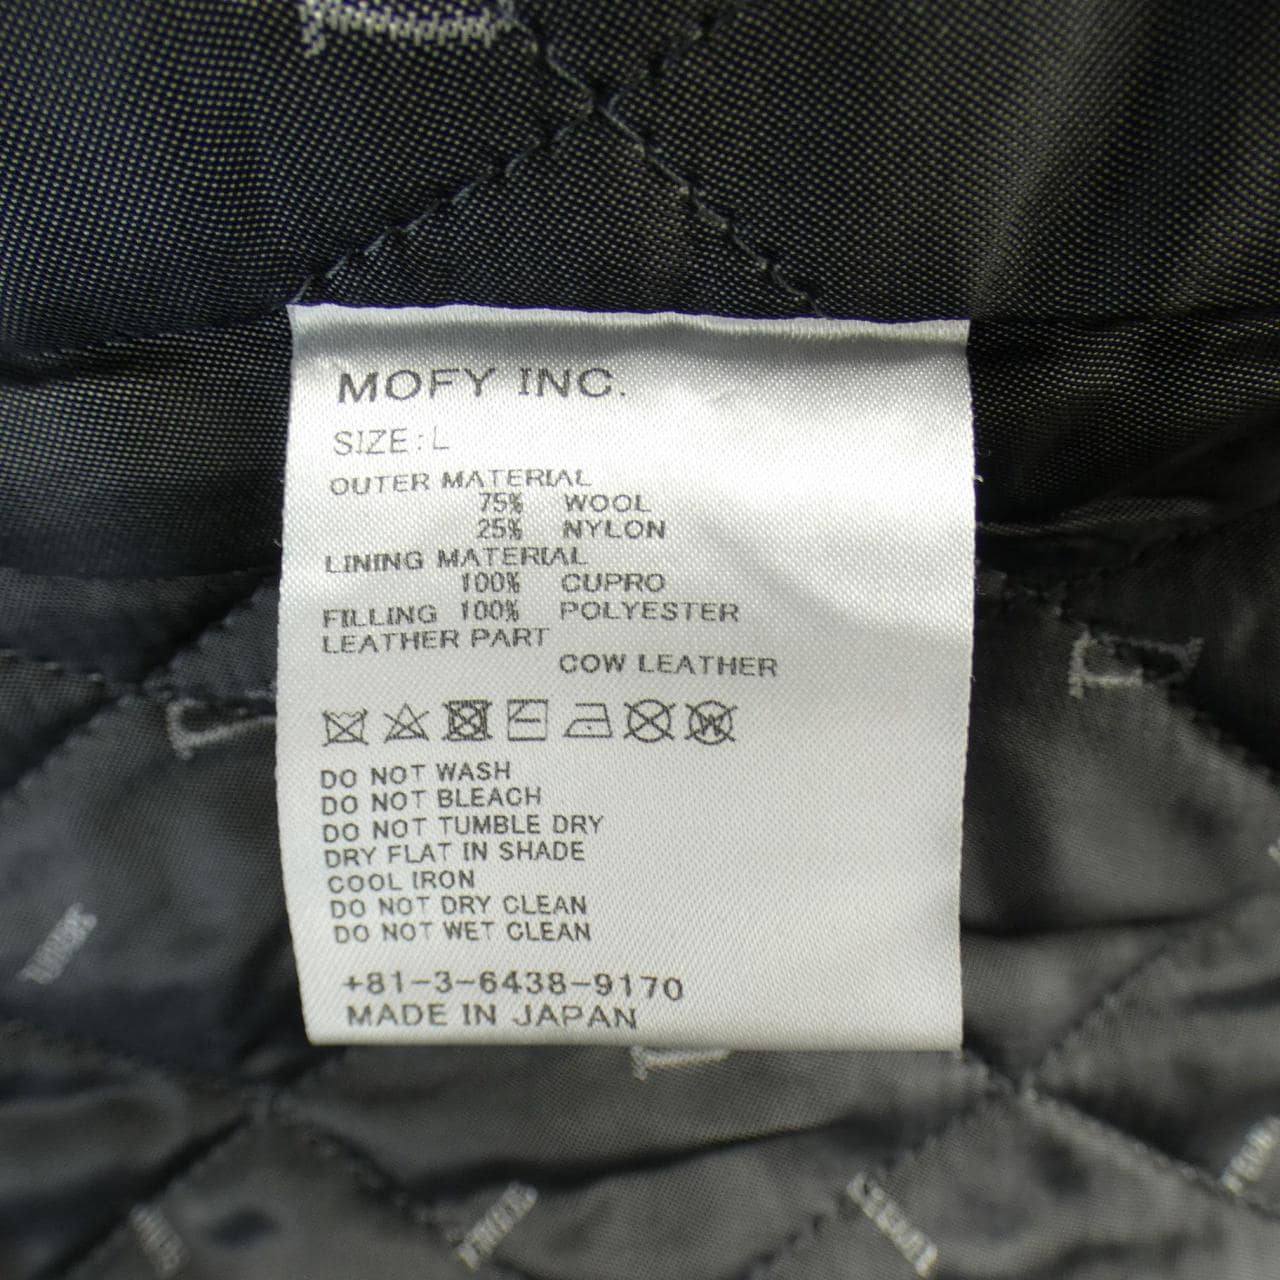 MOFY INC.
SIZE:L
OUTER MATERIAL
75% WOOL
25% NYLON
LINING MATERIAL
100% CUPRO
FILLING 100% POLYESTER
LEATHER PART
COW LEATHER
DO NOT WASH
DO NOT BLEACH
DO NOT TUMBLE DRY
DRY FLAT IN SHADE
COOL IRON
DO NOT DRY CLEAN
DO NOT WET CLEAN
+81-3-6438-9170
MADE IN JAPAN